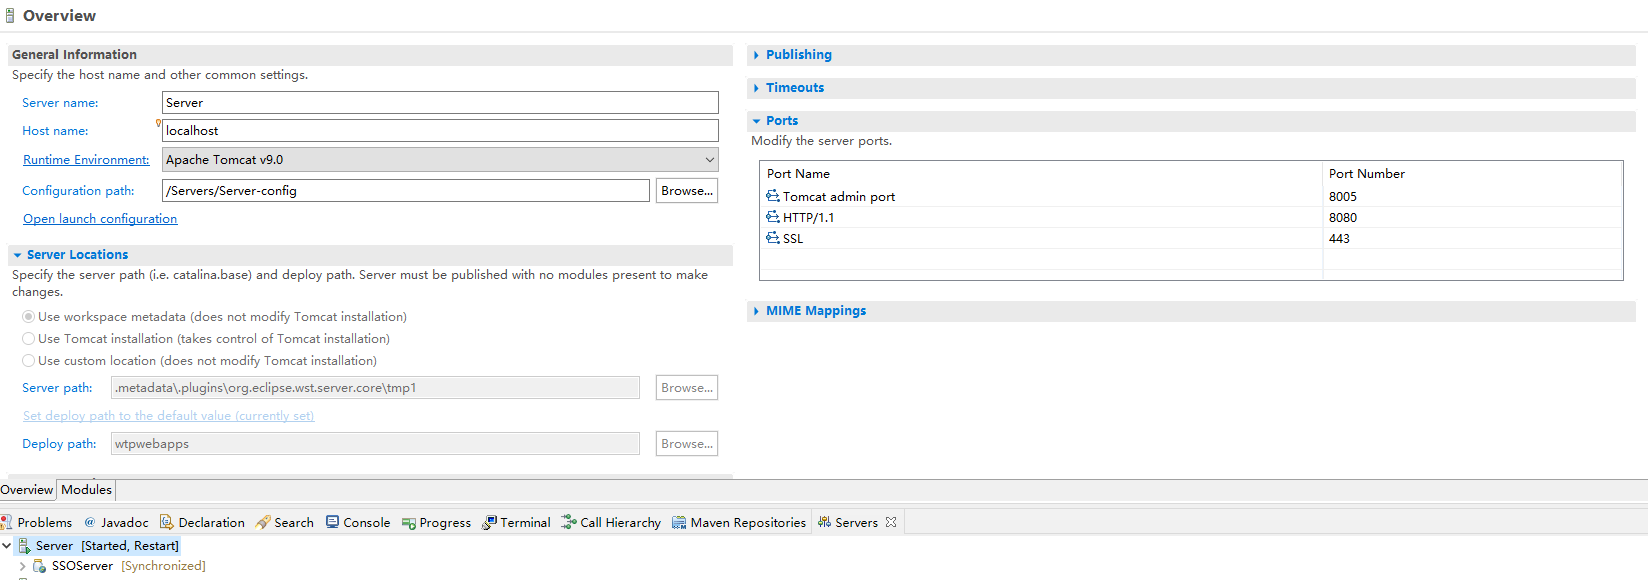 Overview
General Information
Specify the host name and other common settings.
Server name: Server
Host name: localhost
Runtime Environment: Apache Tomcat v9.0
Configuration path: /Servers/Server-config Browse...
Open launch configuration
Server Locations
Specify the server path (i.e. catalina.base) and deploy path. Server must be published with no modules present to make
changes.
Use workspace metadata (does not modify Tomcat installation)
Use Tomcat installation (takes control of Tomcat installation)
Use custom location (does not modify Tomcat installation)
Server path: .metadata\.plugins\org.eclipse.wst.server.core\tmp1 Browse...
Set deploy path to the default value (currently set)
Deploy path: wtpwebapps Browse...
Publishing
Timeouts
Ports
Modify the server ports.
Port Name Port Number
Tomcat admin port 8005
HTTP/1.1 8080
SSL 443
MIME Mappings
Overview Modules
Problems @ Javadoc Declaration Search Console Progress Terminal Call Hierarchy Maven Repositories Servers
Server [Started, Restart]
SSOServer [Synchronized]